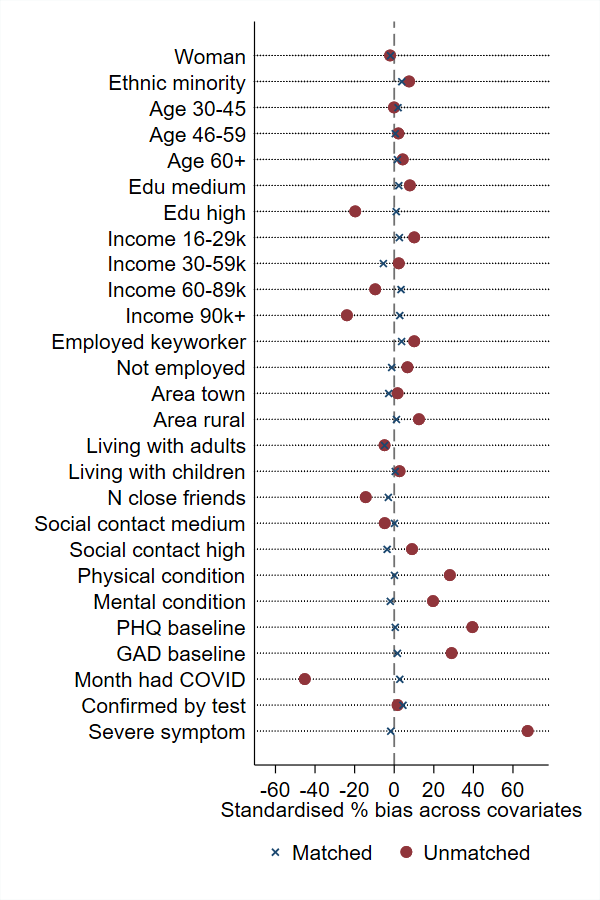 Woman
Ethnic minority
Age 30-45
Age 46-59
Age 60+
Edu medium
Edu high
Income 16-29k
Income 30-59k
Income 60-89k
Income 90k+
Employed keyworker
Not employed
Area town
Area rural
Living with adults
Living with children
N close friends
Social contact medium
Social contact high
Physical condition
Mental condition
PHQ baseline
GAD baseline
Month had COVID
Confirmed by test
Severe symptom
-60 -40 -20 0 20 40 60
Standardised % bias across covariates
Matched Unmatched